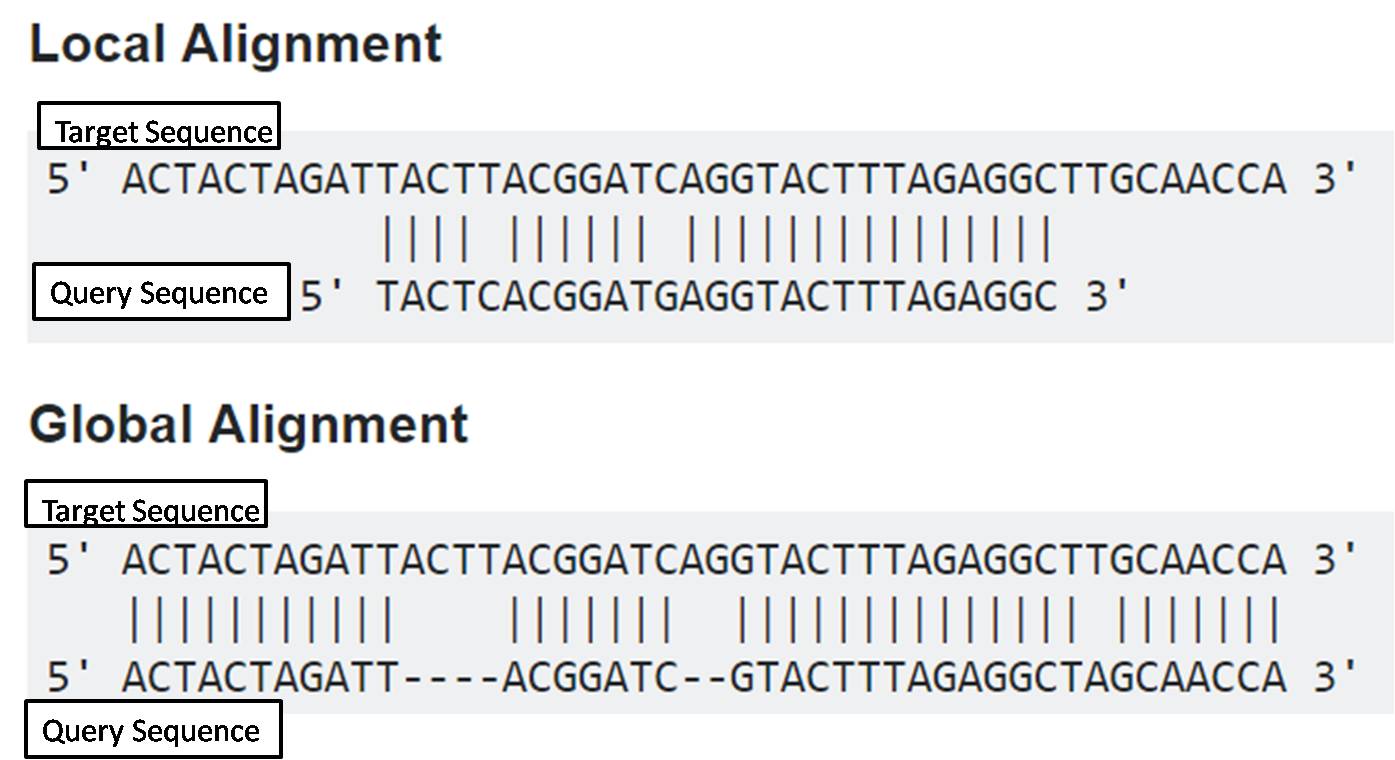 Local Alignment
Target Sequence
5' ACTACTAGATTACTTACGGATCAGGTACTTTAGAGGCTTGCAACCA 3'
|||| |||||| |||||||||||||||
Query Sequence 5' TACTCACGGATGAGGTACTTTAGAGGC 3'
Global Alignment
Target Sequence
5' ACTACTAGATTACTTACGGATCAGGTACTTTAGAGGCTTGCAACCA 3'
||||||||||| ||||||| |||||||||||||| |||||||
5' ACTACTAGATT----ACGGATC--GTACTTTAGAGGCTAGCAACCA 3'
Query Sequence